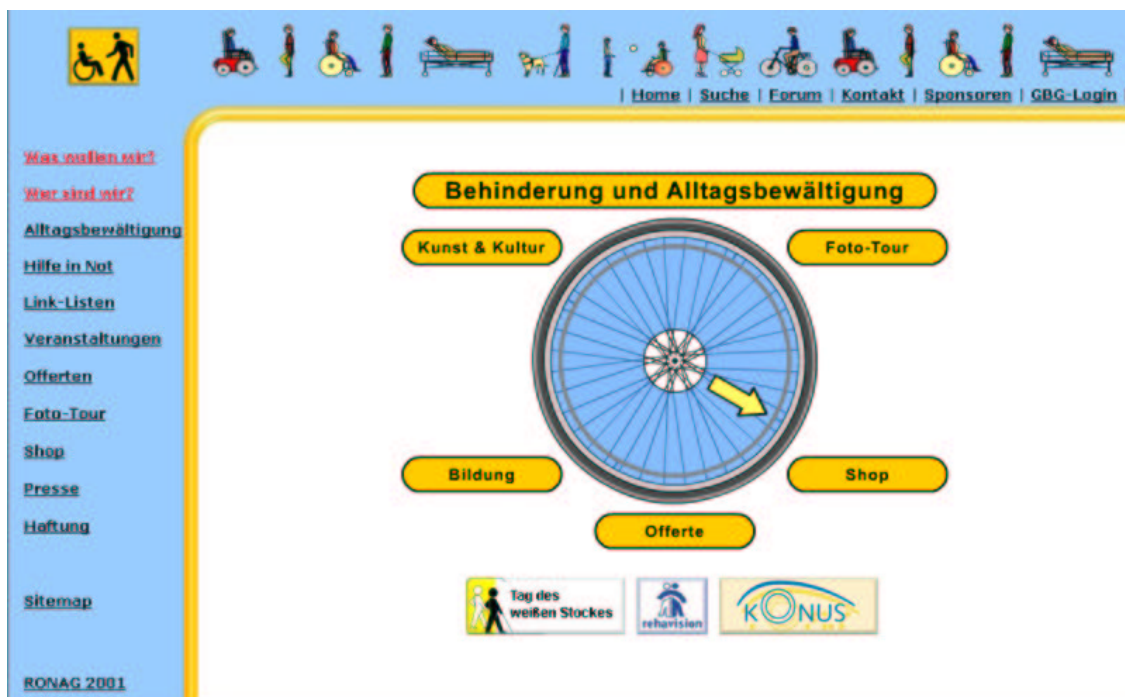 | Home | Suche | Forum | Kontakt | Sponsoren | GBG-Login |
Was wollen wir?
Wer sind wir?
Alltagsbewältigung
Hilfe in Not
Link-Listen
Veranstaltungen
Offerten
Foto-Tour
Shop
Presse
Haftung
Sitemap
RONAG 2001
Behinderung und Alltagsbewältigung
Kunst & Kultur
Foto-Tour
Bildung
Shop
Offerte
Tag des
weißen Stockes
rehavision
KONUS